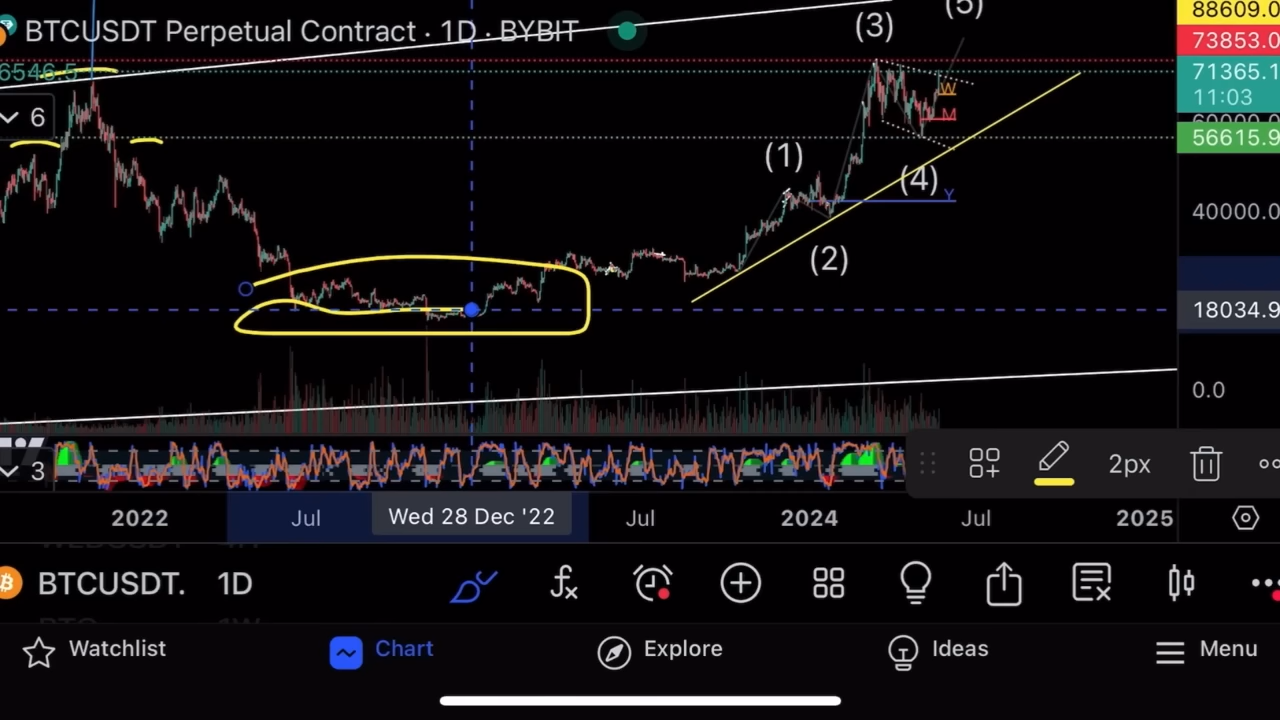 BTCUSDT Perpetual Contract · 1D · BYBIT
(3)
(5)
88609.0
73853.0
71365.1
11:03
56615.9
6
W
M
(1)
(4)
Y
40000.0
(2)
18034.9
0.0
3
2px
2022
Jul
Wed 28 Dec '22
Jul
2024
Jul
2025
BTCUSDT.
1D
Watchlist
Chart
Explore
Ideas
Menu